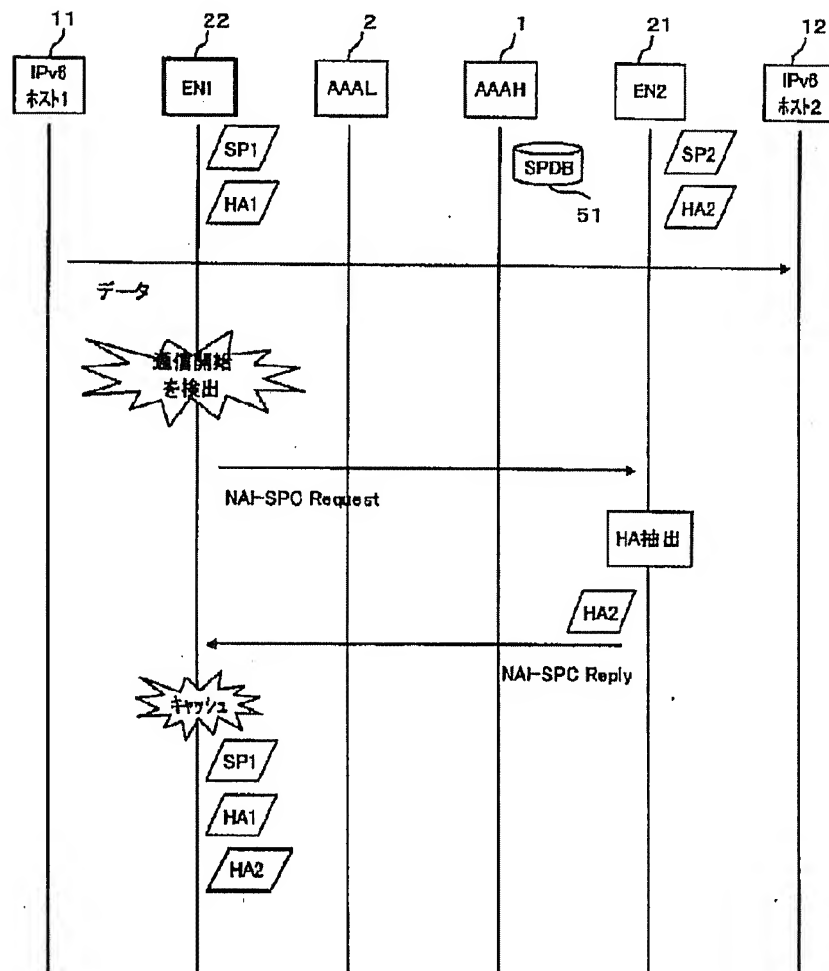 11
22
2
1
21
12
IPv6
ホスト1
EN1
AAAL
AAAH
EN2
IPv6
ホスト2
SP1
SPDB
SP2
HA1
51
HA2
データ
通信開始
を検出
NAI-SPC Request
HA抽出
HA2
NAI-SPC Reply
キャッシュ
SP1
HA1
HA2